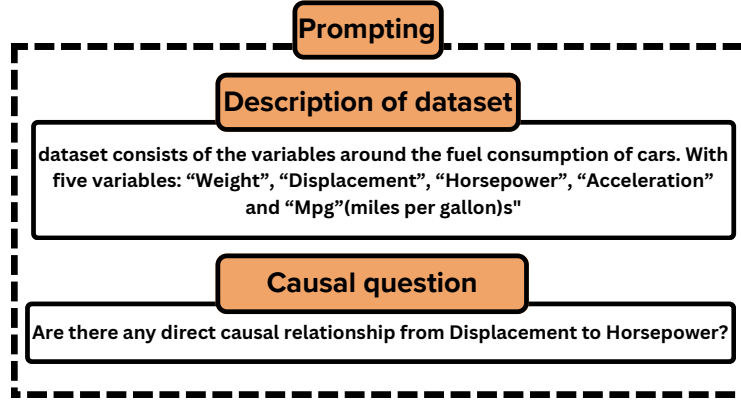 Prompting
Description of dataset
dataset consists of the variables around the fuel consumption of cars. With
five variables: “Weight”, “Displacement”, “Horsepower”, “Acceleration”
and “Mpg”(miles per gallon)s"
Causal question
Are there any direct causal relationship from Displacement to Horsepower?